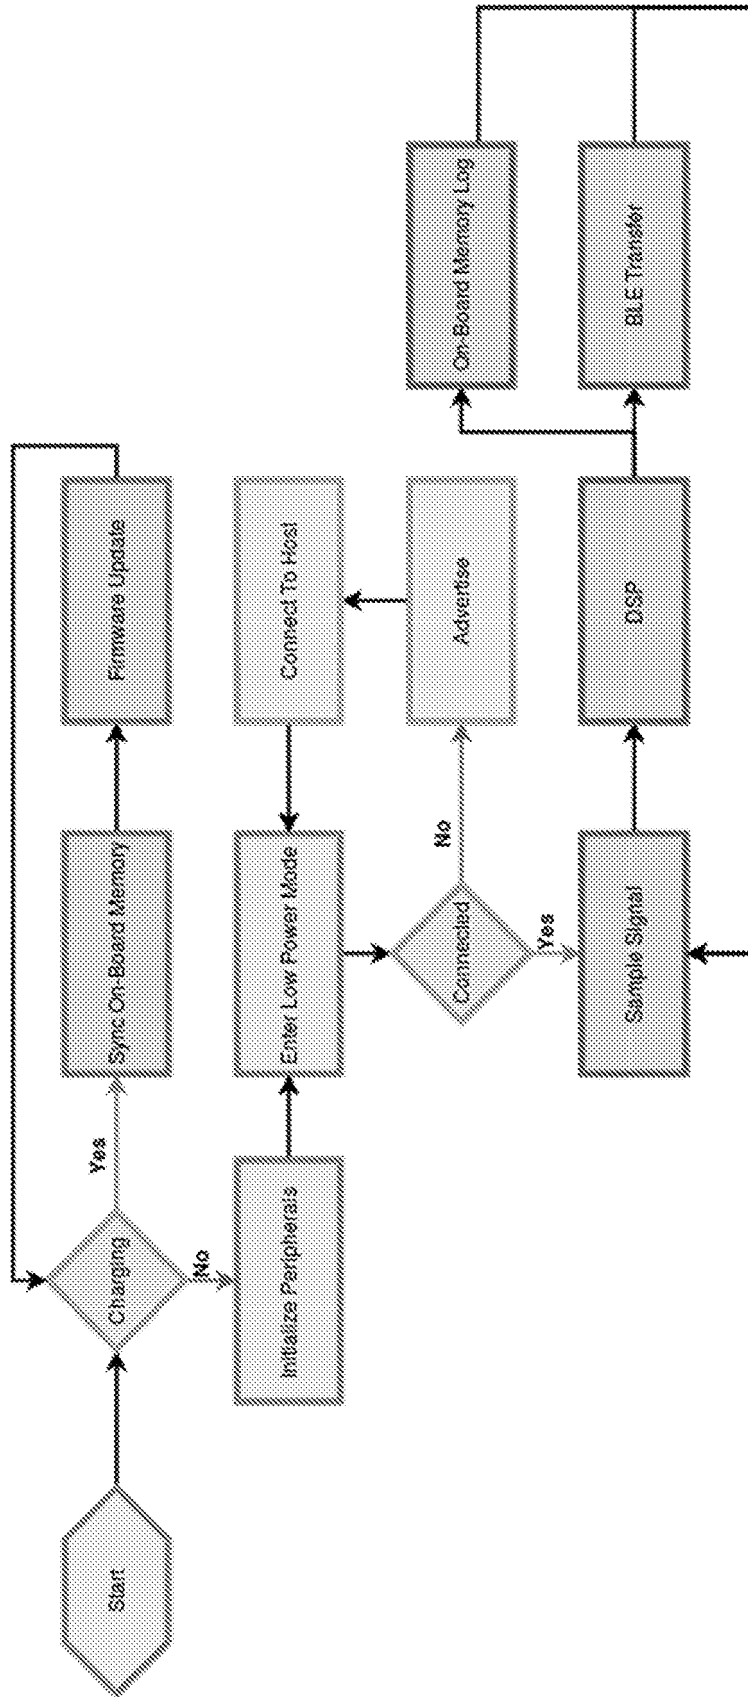 Start
Charging
Yes
Sync On-Board Memory
Firmware Update
No
Initialize Peripherals
Enter Low Power Mode
Connect To Host
Connected
No
Advertise
Yes
Sample Signal
DSP
On-Board Memory Log
BLE Transfer